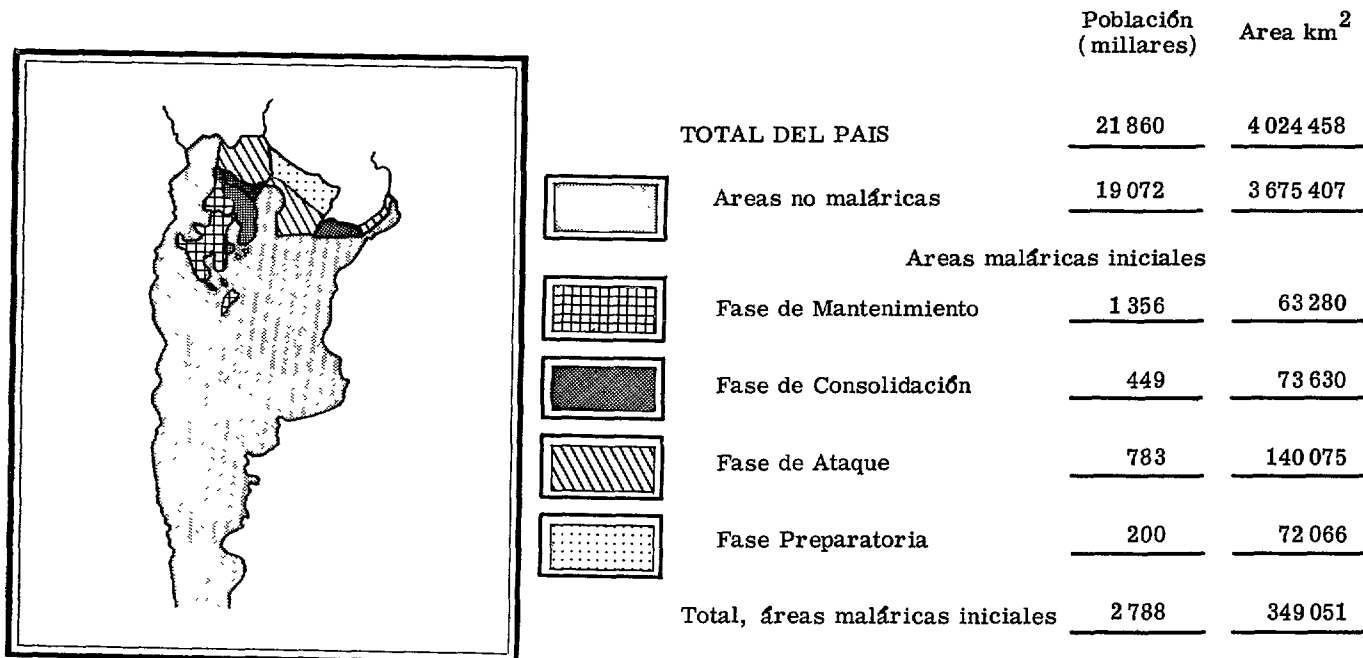 Población
(millares)
Area km²
TOTAL DEL PAIS 21 860 4 024 458
Areas no maláricas 19 072 3 675 407
Areas maláricas iniciales
Fase de Mantenimiento 1 356 63 280
Fase de Consolidación 449 73 630
Fase de Ataque 783 140 075
Fase Preparatoria 200 72 066
Total, áreas maláricas iniciales 2 788 349 051